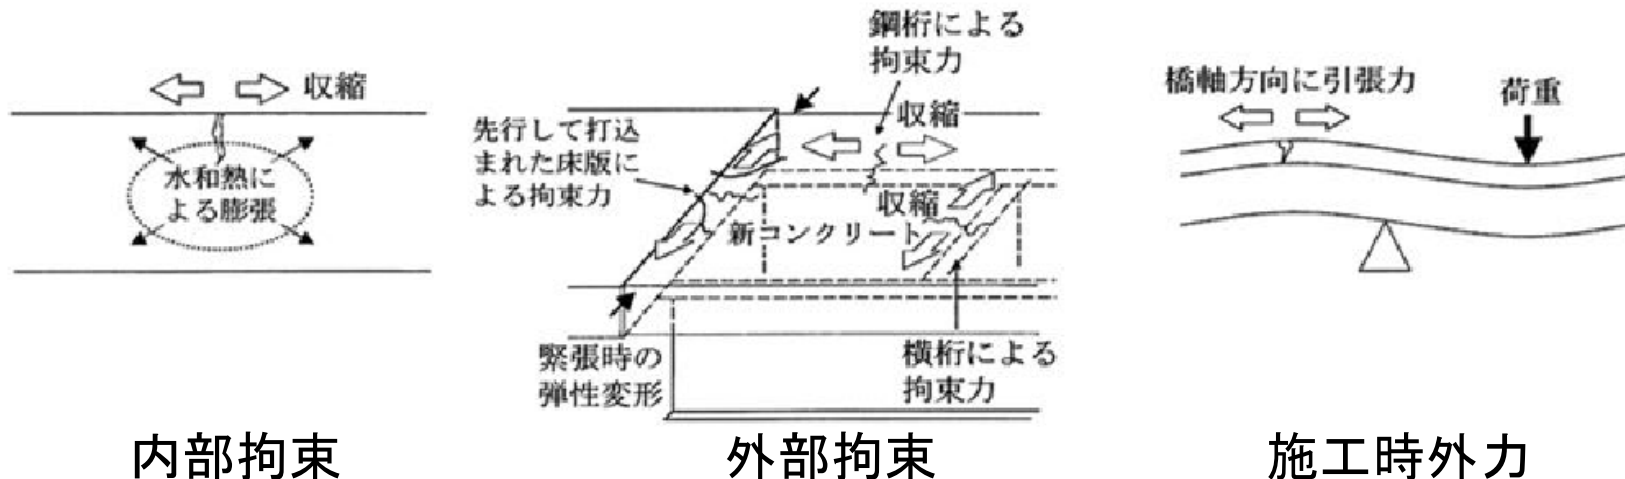 収縮
水和熱に
よる膨張
内部拘束
鋼桁による
拘束力
収縮
先行して打込
まれた床版に
よる拘束力
収縮
新コンクリート
緊張時の
弾性変形
横桁による
拘束力
外部拘束
橋軸方向に引張力
荷重
施工時外力